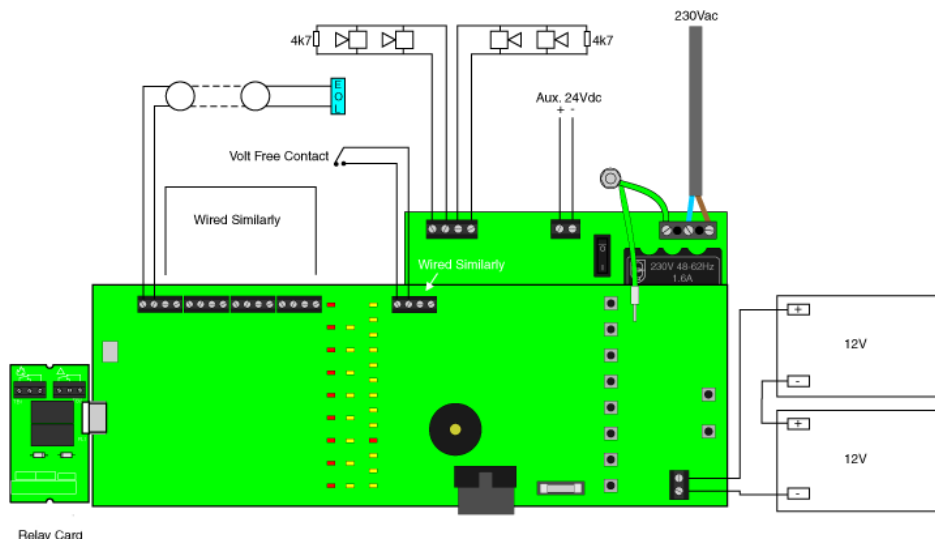 230Vac
4k7
4k7
E
O
L
Aux. 24Vdc
+ -
Volt Free Contact
Wired Similarly
Wired Similarly
230V 48-62Hz
1.6A
+
12V
-
+
12V
-
Relay Card